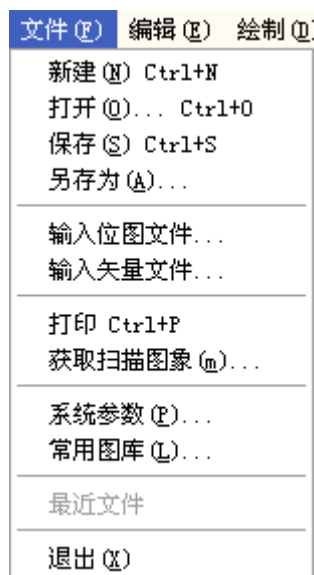 文件(F) 编辑(E) 绘制(D
新建(N) Ctrl+N
打开(O)... Ctrl+O
保存(S) Ctrl+S
另存为(A)...
输入位图文件...
输入矢量文件...
打印 Ctrl+P
获取扫描图象(m)...
系统参数(P)...
常用图库(L)...
最近文件
退出(X)